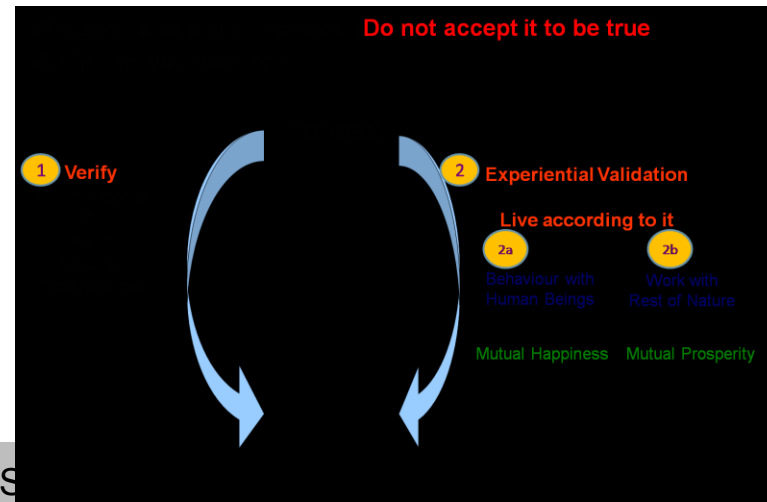 Do not accept it to be true
1 Verify
2 Experiential Validation
Live according to it
2a 2b
Behaviour with Work with
Human Beings Rest of Nature
Mutual Happiness Mutual Prosperity
S